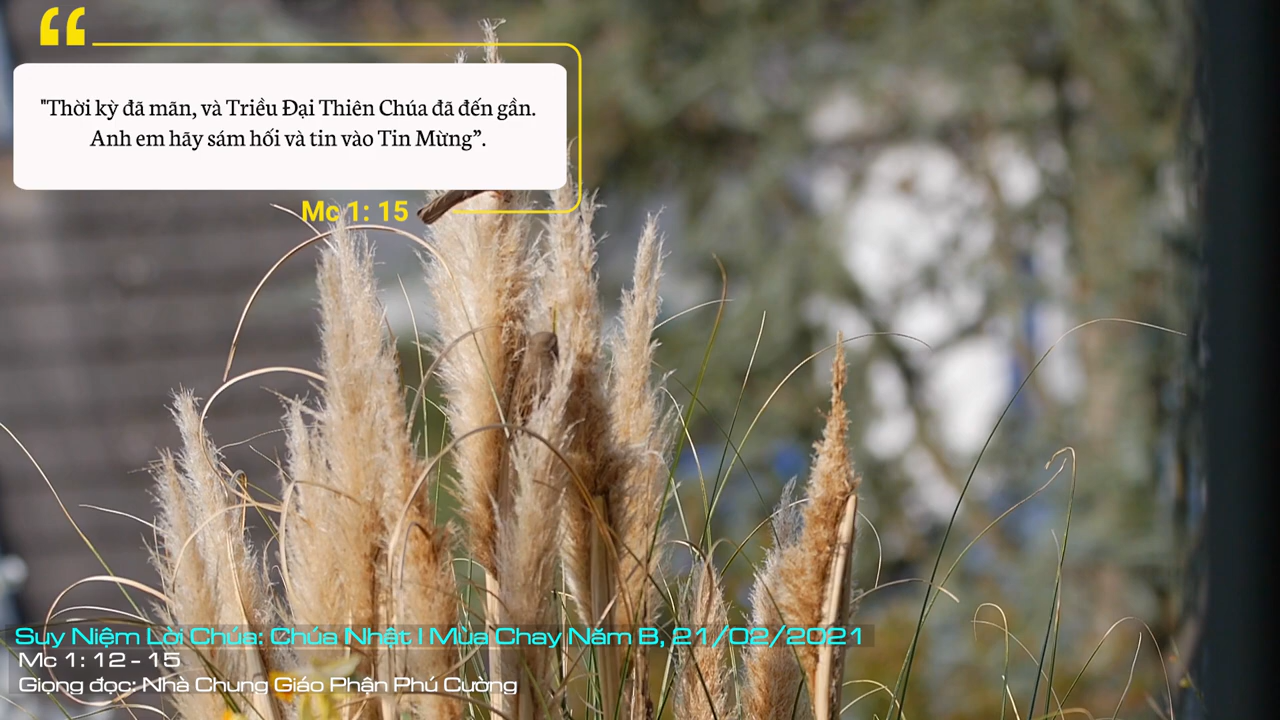 "Thời kỳ đã mãn, và Triều Đại Thiên Chúa đã đến gần.
Anh em hãy sám hối và tin vào Tin Mừng”.
Mc 1: 15
Suy Niệm Lời Chúa: Chúa Nhật I Mùa Chay Năm B, 21/02/2021
Mc 1: 12 - 15
Giọng đọc: Nhà Chung Giáo Phận Phú Cường